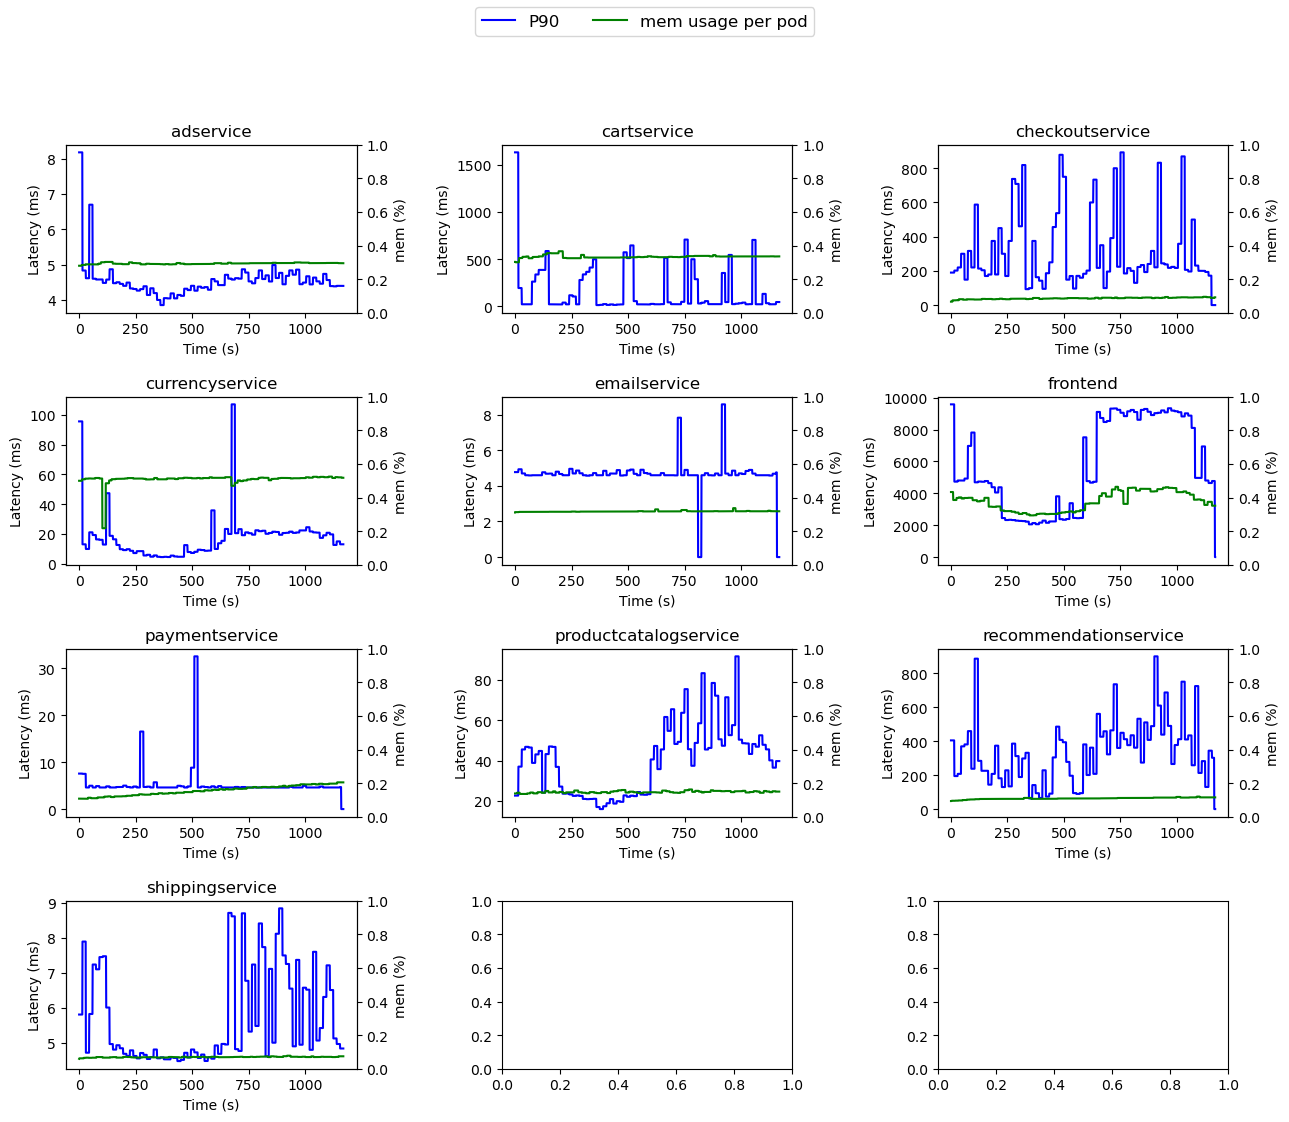 P90 mem usage per pod
adservice
Latency (ms)
8
7
6
5
4
0 500 1000
Time (s)
mem (%)
1.0
0.8
0.6
0.4
0.2
0.0
cartservice
Latency (ms)
1500
1000
500
0
0 250 500 750 1000
Time (s)
mem (%)
1.0
0.8
0.6
0.4
0.2
0.0
checkoutservice
Latency (ms)
800
600
400
200
0
0 250 500 750 1000
Time (s)
mem (%)
1.0
0.8
0.6
0.4
0.2
0.0
currencyservice
Latency (ms)
100
80
60
40
20
0
0 250 500 750 1000
Time (s)
mem (%)
1.0
0.8
0.6
0.4
0.2
0.0
emailservice
Latency (ms)
8
6
4
2
0
0 250 500 750 1000
Time (s)
mem (%)
1.0
0.8
0.6
0.4
0.2
0.0
frontend
Latency (ms)
10000
8000
6000
4000
2000
0
0 250 500 750 1000
Time (s)
mem (%)
1.0
0.8
0.6
0.4
0.2
0.0
paymentservice
Latency (ms)
30
20
10
0
0 250 500 750 1000
Time (s)
mem (%)
1.0
0.8
0.6
0.4
0.2
0.0
productcatalogservice
Latency (ms)
80
60
40
20
0 250 500 750 1000
Time (s)
mem (%)
1.0
0.8
0.6
0.4
0.2
0.0
recommendationservice
Latency (ms)
800
600
400
200
0
0 250 500 750 1000
Time (s)
mem (%)
1.0
0.8
0.6
0.4
0.2
0.0
shippingservice
Latency (ms)
9
8
7
6
5
0 250 500 750 1000
Time (s)
mem (%)
1.0
0.8
0.6
0.4
0.2
0.0
1.0
0.8
0.6
0.4
0.2
0.0
0.0 0.2 0.4 0.6 0.8 1.0
1.0
0.8
0.6
0.4
0.2
0.0
0.0 0.2 0.4 0.6 0.8 1.0